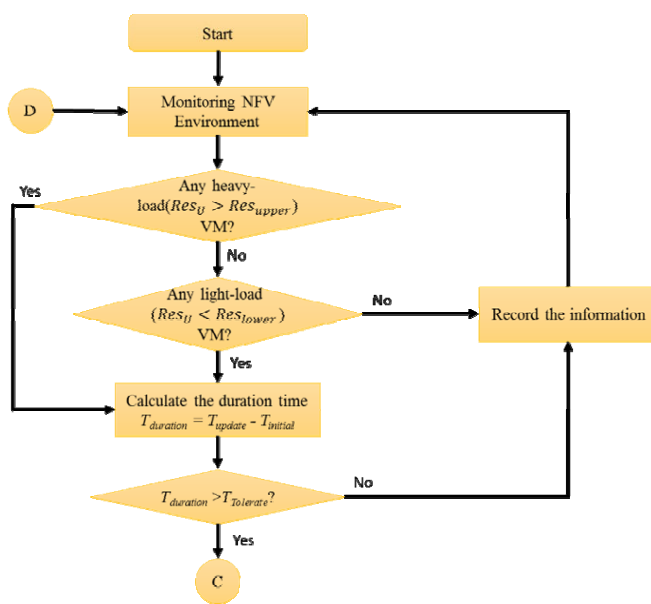 Start
D
Monitoring NFV
Environment
Yes
Any heavy-
load(Res_U > Res_upper)
VM?
No
Any light-load
(Res_U < Res_lower)
VM?
No
Record the information
Yes
Calculate the duration time
T_duration = T_update - T_initial
T_duration >T_Tolerate?
No
Yes
C